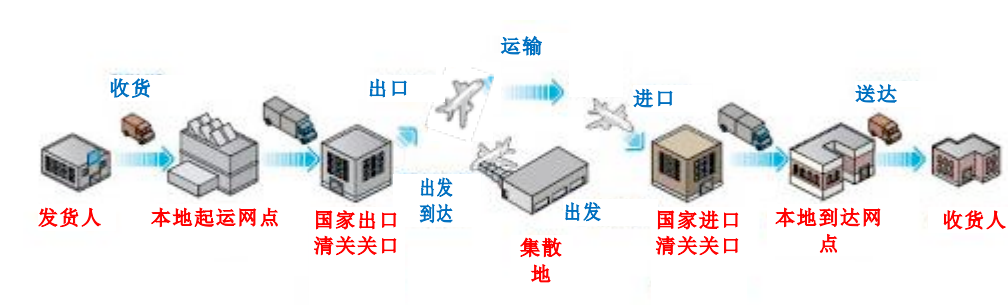 运输
收货
出口
进口
送达
出发
到达
出发
发货人
本地起运网点
国家出口
清关关口
集散
地
国家进口
清关关口
本地到达网
点
收货人